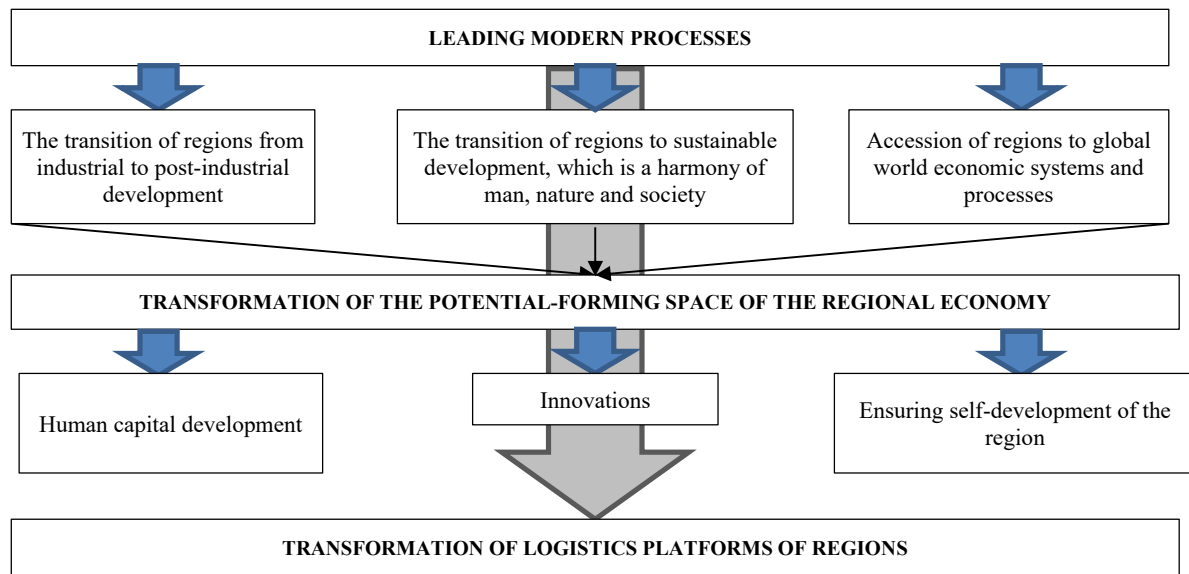 LEADING MODERN PROCESSES
The transition of regions from
industrial to post-industrial
development
The transition of regions to sustainable
development, which is a harmony of
man, nature and society
Accession of regions to global
world economic systems and
processes
TRANSFORMATION OF THE POTENTIAL-FORMING SPACE OF THE REGIONAL ECONOMY
Human capital development
Innovations
Ensuring self-development of the
region
TRANSFORMATION OF LOGISTICS PLATFORMS OF REGIONS